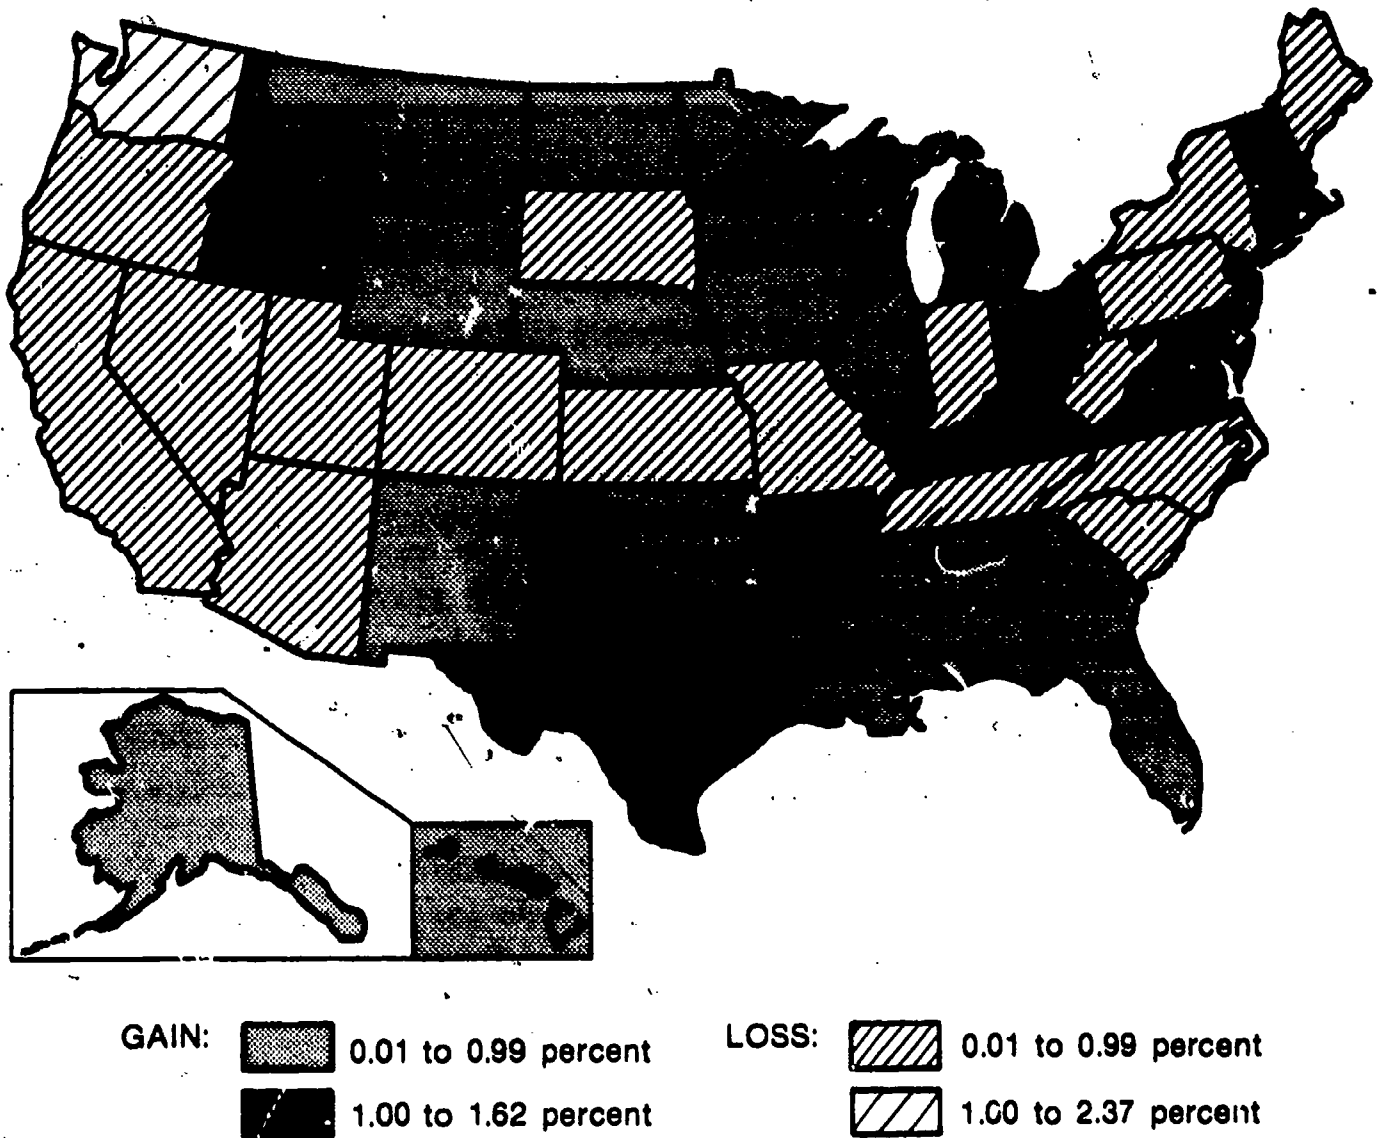 GAIN: 0.01 to 0.99 percent LOSS: 0.01 to 0.99 percent
1.00 to 1.62 percent 1.00 to 2.37 percent